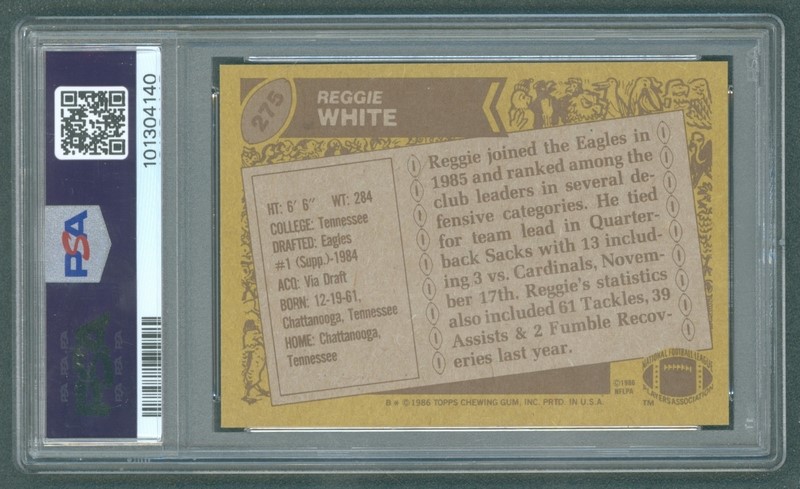 PSA
101304140
275
REGGIE
WHITE
HT: 6' 6" WT: 284
COLLEGE: Tennessee
DRAFTED: Eagles
#1 (Supp.)-1984
ACQ: Via Draft
BORN: 12-19-61,
Chattanooga, Tennessee
HOME: Chattanooga,
Tennessee
Reggie joined the Eagles in
1985 and ranked among the
club leaders in several de-
fensive categories. He tied
for team lead in Quarter-
back Sacks with 13 includ-
ing 3 vs. Cardinals, Novem-
ber 17th. Reggie's statistics
also included 61 Tackles, 39
Assists & 2 Fumble Recov-
eries last year.
©1986
NFLPA
NATIONAL FOOTBALL LEAGUE
PLAYERS ASSOCIATION
TM
B* ©1986 TOPPS CHEWING GUM, INC. PRTD. IN U.S.A.